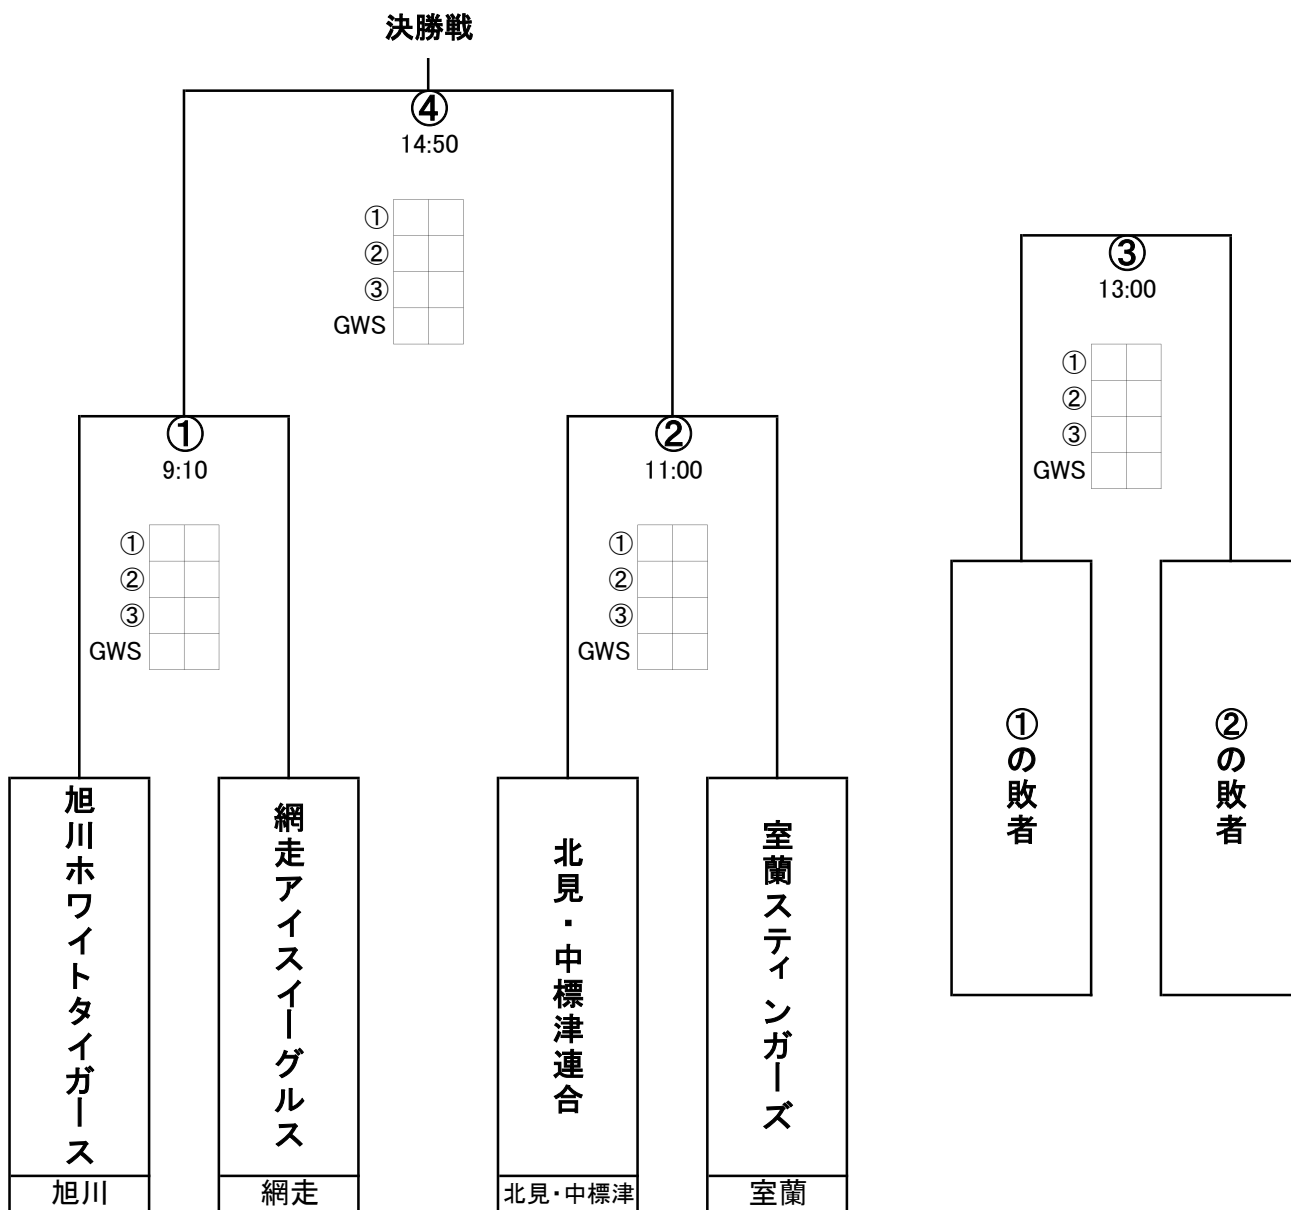 決勝戦
④
14:50
①
②
③
GWS
③
13:00
①
②
③
GWS
①
9:10
①
②
③
GWS
②
11:00
①
②
③
GWS
旭川ホワイトタイガース
旭川
網走アイスイーグルス
網走
北見・中標津連合
北見・中標津
室蘭スティンガーズ
室蘭
①の敗者
②の敗者